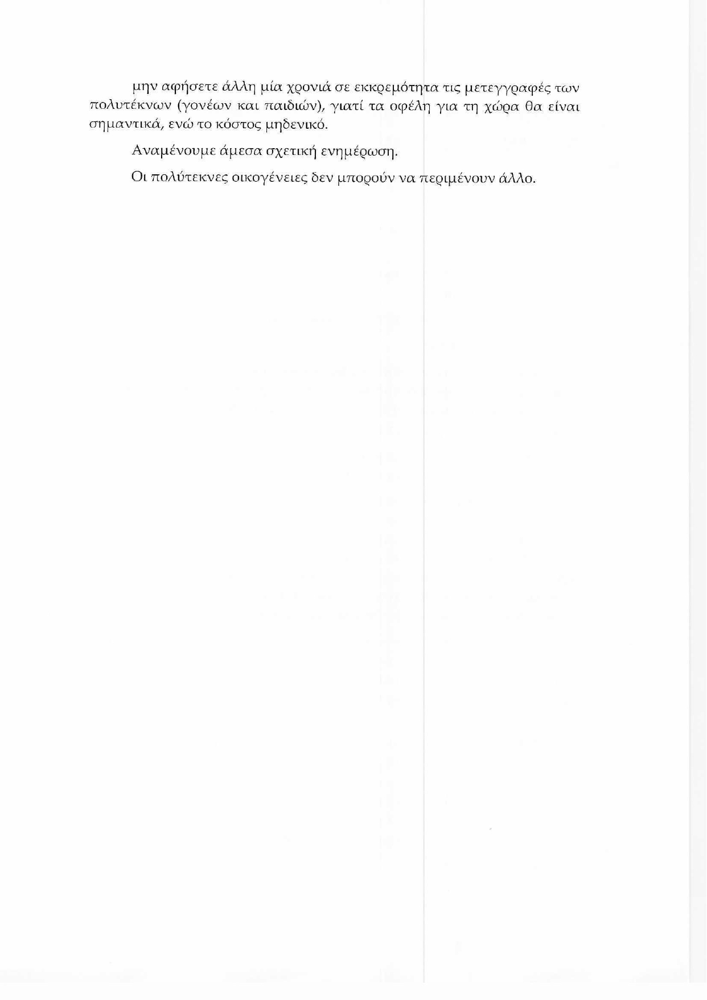 μην αφήσετε άλλη μία χρονιά σε εκκρεμότητα τις μετεγγραφές των
πολυτέκνων (γονέων και παιδιών), γιατί τα οφέλη για τη χώρα θα είναι
σημαντικά, ενώ το κόστος μηδενικό.
Αναμένουμε άμεσα σχετική ενημέρωση.
Οι πολύτεκνες οικογένειες δεν μπορούν να περιμένουν άλλο.